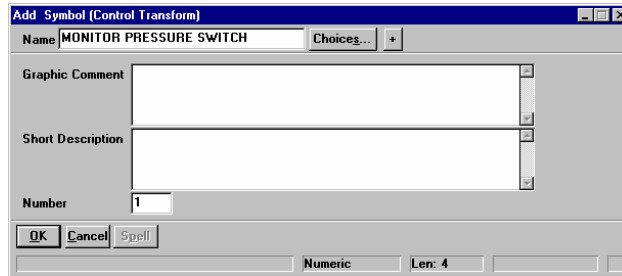 Add Symbol (Control Transform)
Name MONITOR PRESSURE SWITCH Choices... +
Graphic Comment
Short Description
Number 1
OK Cancel Spell
Numeric Len: 4